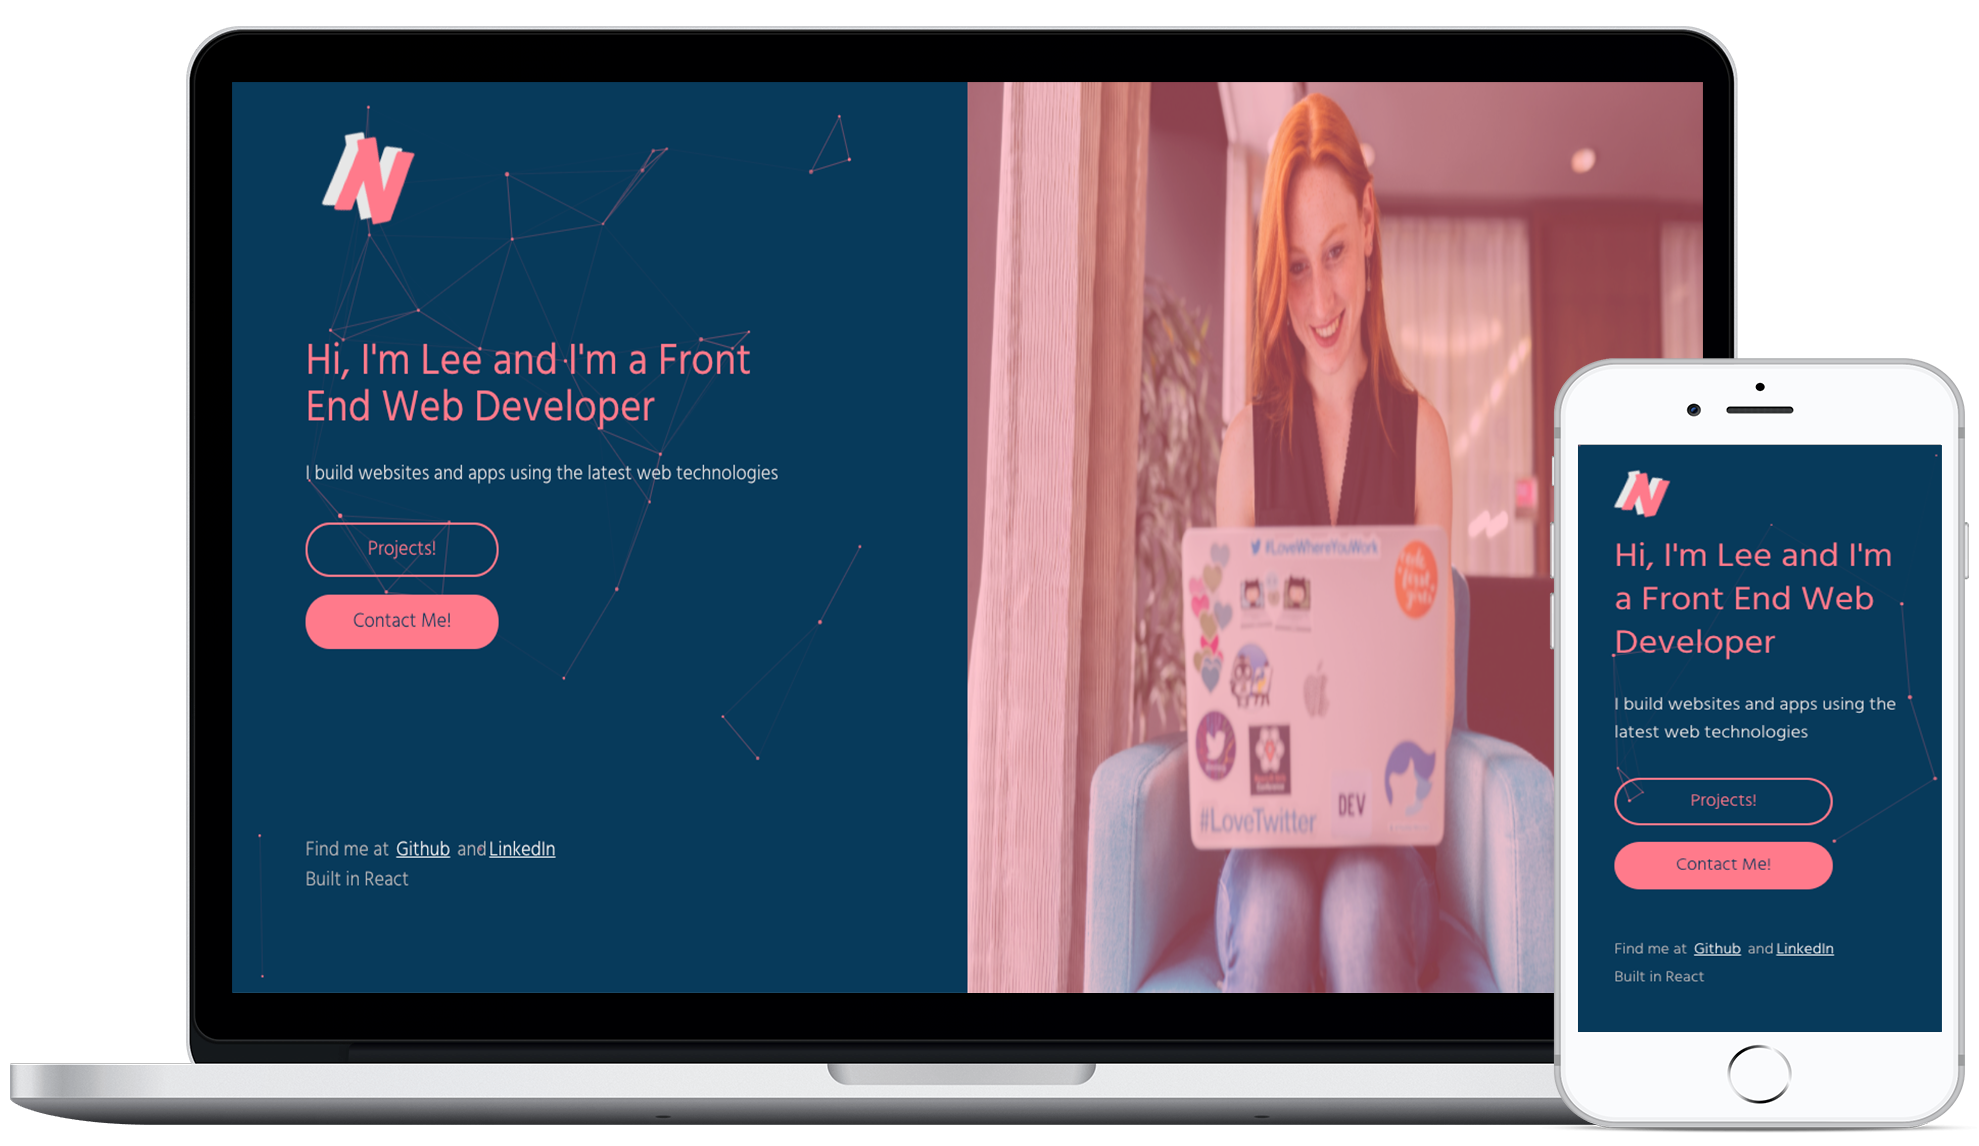 N
Hi, I'm Lee and I'm a Front
End Web Developer
I build websites and apps using the latest web technologies
Projects!
Contact Me!
Find me at Github and LinkedIn
Built in React
#LoveWhereYouWork
DEV
#LoveTwitter
N
Hi, I'm Lee and I'm
a Front End Web
Developer
I build websites and apps using the
latest web technologies
Projects!
Contact Me!
Find me at Github and LinkedIn
Built in React